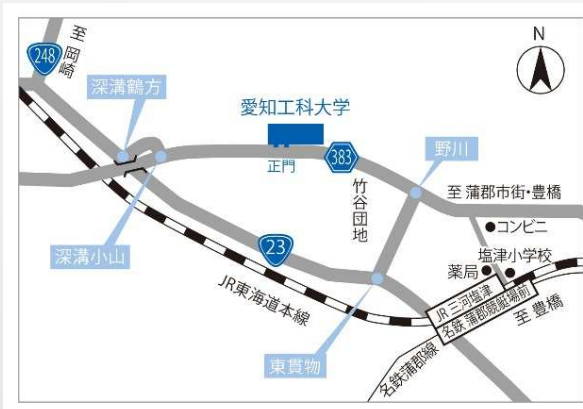 248
至 岡崎
N
深溝鶴方
愛知工科大学
正門
383
野川
竹谷団地
至 蒲郡市街・豊橋
コンビニ
塩津小学校
薬局
深溝小山
23
JR東海道本線
JR 三河塩津
名鉄 蒲郡競艇場前
至 豊橋
東貫物
名鉄蒲郡線